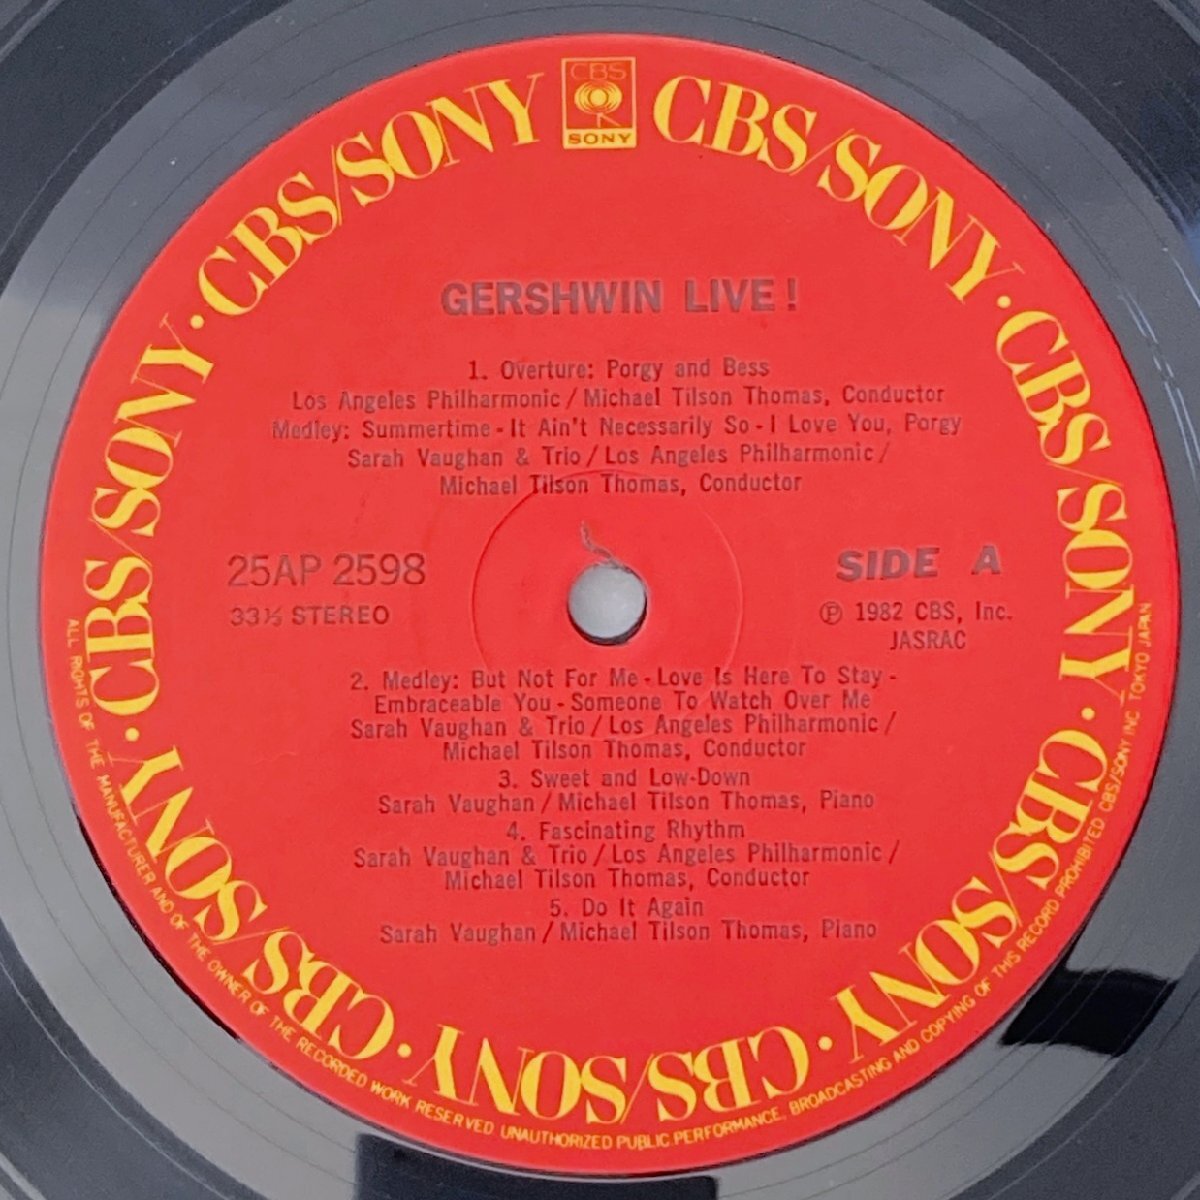 CBS
SONY
CBS/SONY · CBS/SONY · CBS/SONY · CBS/SONY · CBS/SONY · CBS/SONY · CBS/SONY · CBS/SONY
GERSHWIN LIVE!
1. Overture: Porgy and Bess
Los Angeles Philharmonic / Michael Tilson Thomas, Conductor
Medley: Summertime - It Ain't Necessarily So - I Love You, Porgy
Sarah Vaughan & Trio / Los Angeles Philharmonic /
Michael Tilson Thomas, Conductor
25AP 2598
33⅓ STEREO
SIDE A
℗ 1982 CBS, Inc.
JASRAC
2. Medley: But Not For Me - Love Is Here To Stay -
Embraceable You - Someone To Watch Over Me
Sarah Vaughan & Trio / Los Angeles Philharmonic /
Michael Tilson Thomas, Conductor
3. Sweet and Low-Down
Sarah Vaughan / Michael Tilson Thomas, Piano
4. Fascinating Rhythm
Sarah Vaughan & Trio / Los Angeles Philharmonic /
Michael Tilson Thomas, Conductor
5. Do It Again
Sarah Vaughan / Michael Tilson Thomas, Piano
ALL RIGHTS OF THE MANUFACTURER AND OF THE OWNER OF THE RECORDED WORK RESERVED UNAUTHORIZED PUBLIC PERFORMANCE, BROADCASTING AND COPYING OF THIS RECORD PROHIBITED CBS/SONY INC. TOKYO JAPAN